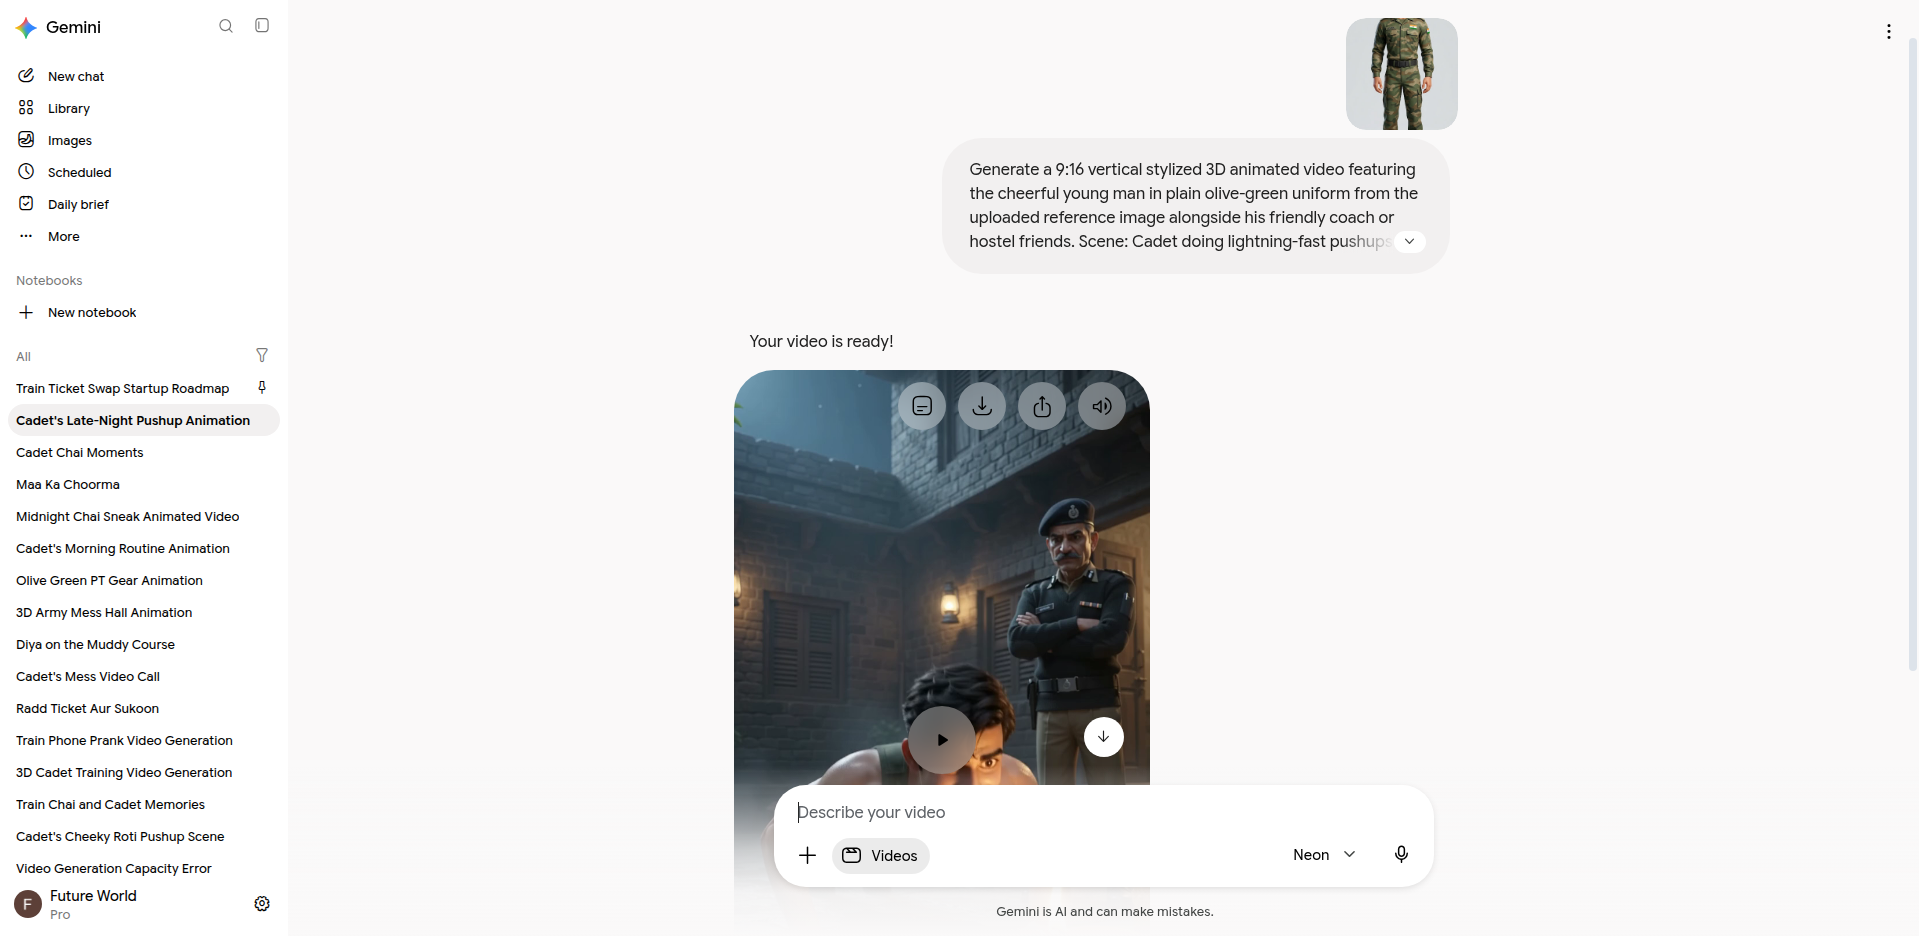 Gemini
New chat
Library
Images
Scheduled
Daily brief
More
Notebooks
New notebook
All
Train Ticket Swap Startup Roadmap
Cadet's Late-Night Pushup Animation
Cadet Chai Moments
Maa Ka Choorma
Midnight Chai Sneak Animated Video
Cadet's Morning Routine Animation
Olive Green PT Gear Animation
3D Army Mess Hall Animation
Diya on the Muddy Course
Cadet's Mess Video Call
Radd Ticket Aur Sukoon
Train Phone Prank Video Generation
3D Cadet Training Video Generation
Train Chai and Cadet Memories
Cadet's Cheeky Roti Pushup Scene
Video Generation Capacity Error
F
Future World
Pro
Generate a 9:16 vertical stylized 3D animated video featuring
the cheerful young man in plain olive-green uniform from the
uploaded reference image alongside his friendly coach or
hostel friends. Scene: Cadet doing lightning-fast pushups
Your video is ready!
Describe your video
Videos
Neon
Gemini is AI and can make mistakes.